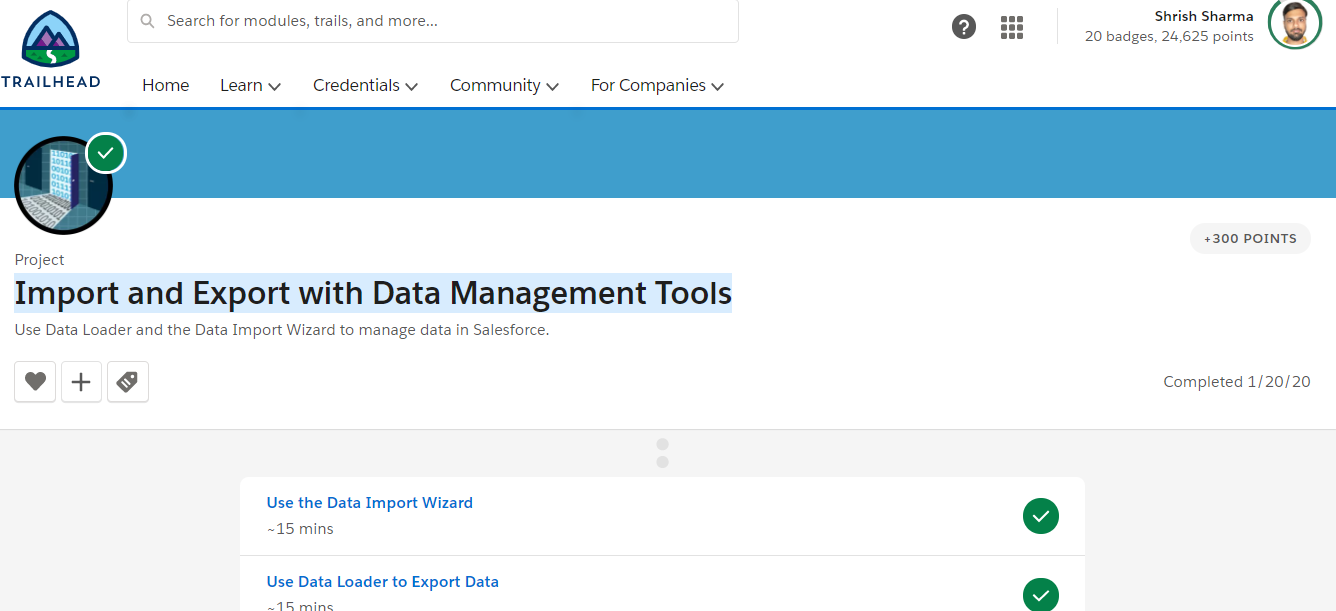 Search for modules, trails, and more...
Shrish Sharma
20 badges, 24,625 points
TRAILHEAD
Home
Learn
Credentials
Community
For Companies
+300 POINTS
Project
Import and Export with Data Management Tools
Use Data Loader and the Data Import Wizard to manage data in Salesforce.
Completed 1/20/20
Use the Data Import Wizard
~15 mins
Use Data Loader to Export Data
~15 mins